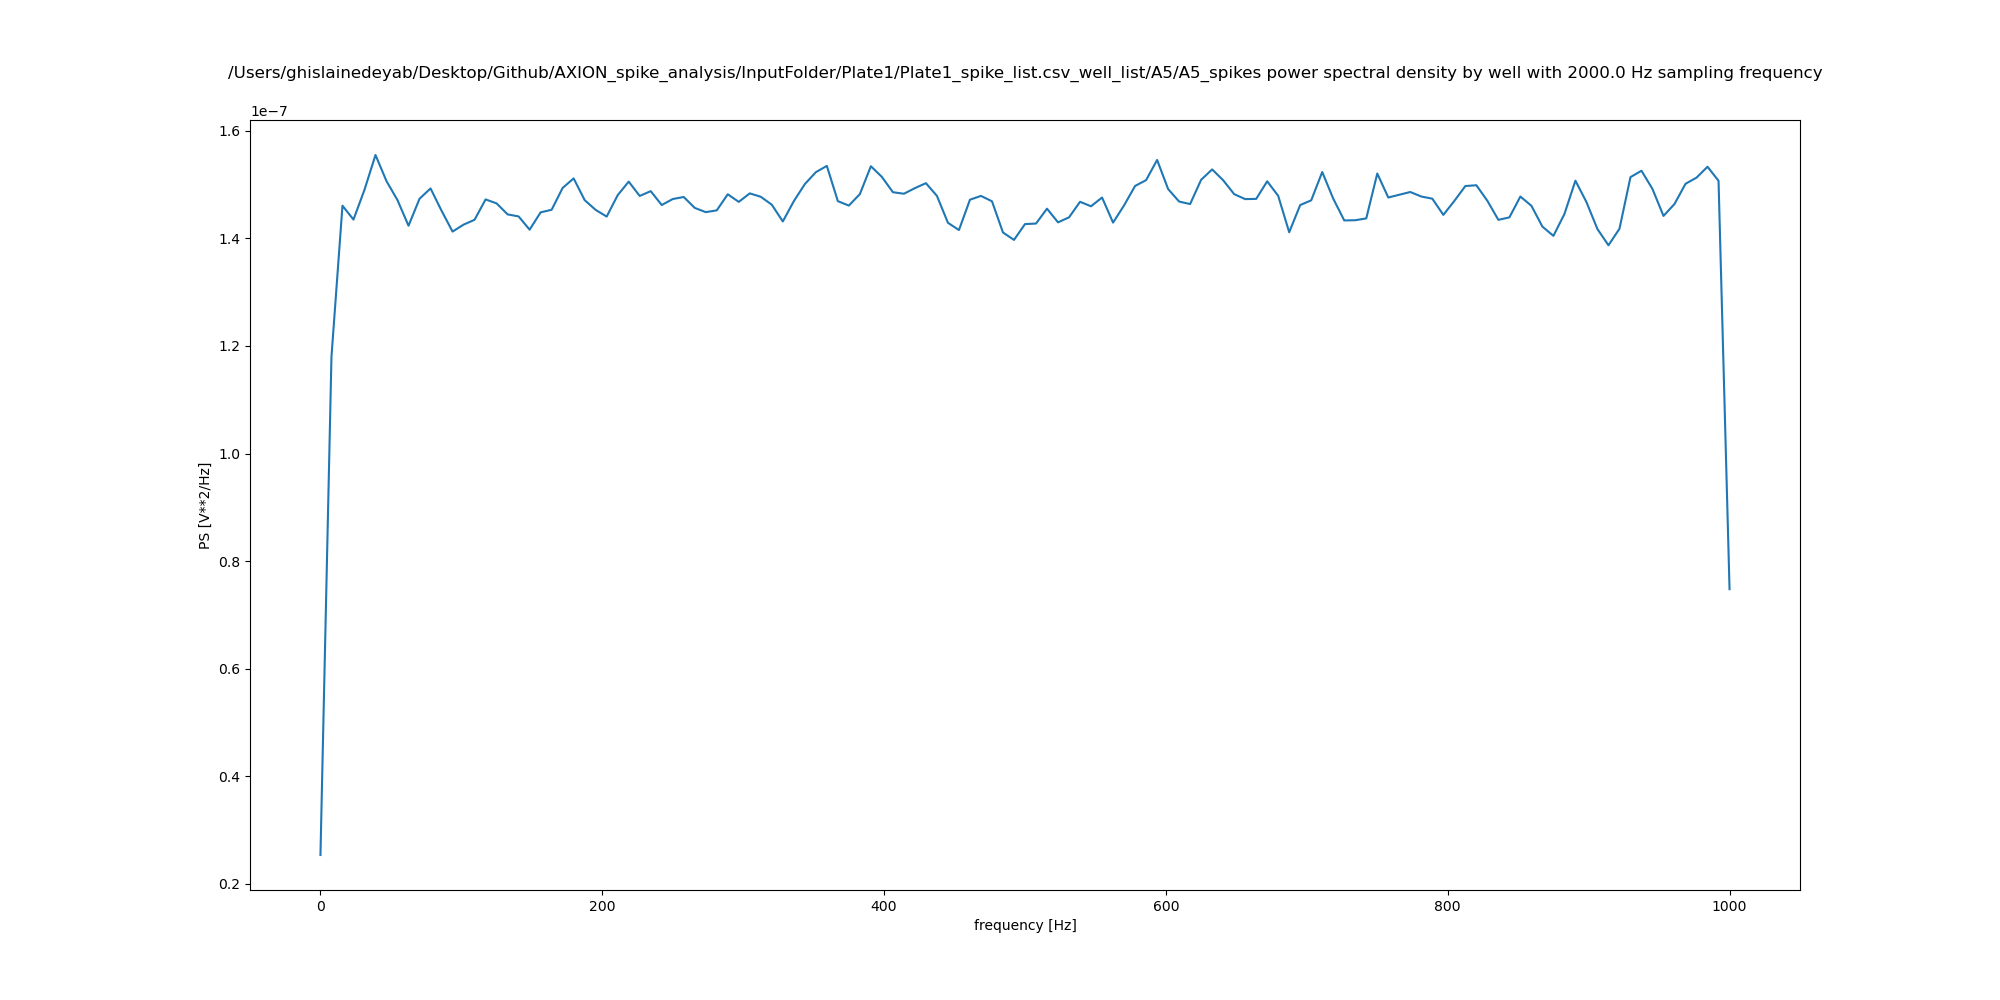 /Users/ghislainedeyab/Desktop/Github/AXION_spike_analysis/InputFolder/Plate1/Plate1_spike_list.csv_well_list/A5/A5_spikes power spectral density by well with 2000.0 Hz sampling frequency
1e−7
1.6
1.4
1.2
1.0
0.8
0.6
0.4
0.2
PS [V**2/Hz]
0 200 400 600 800 1000
frequency [Hz]